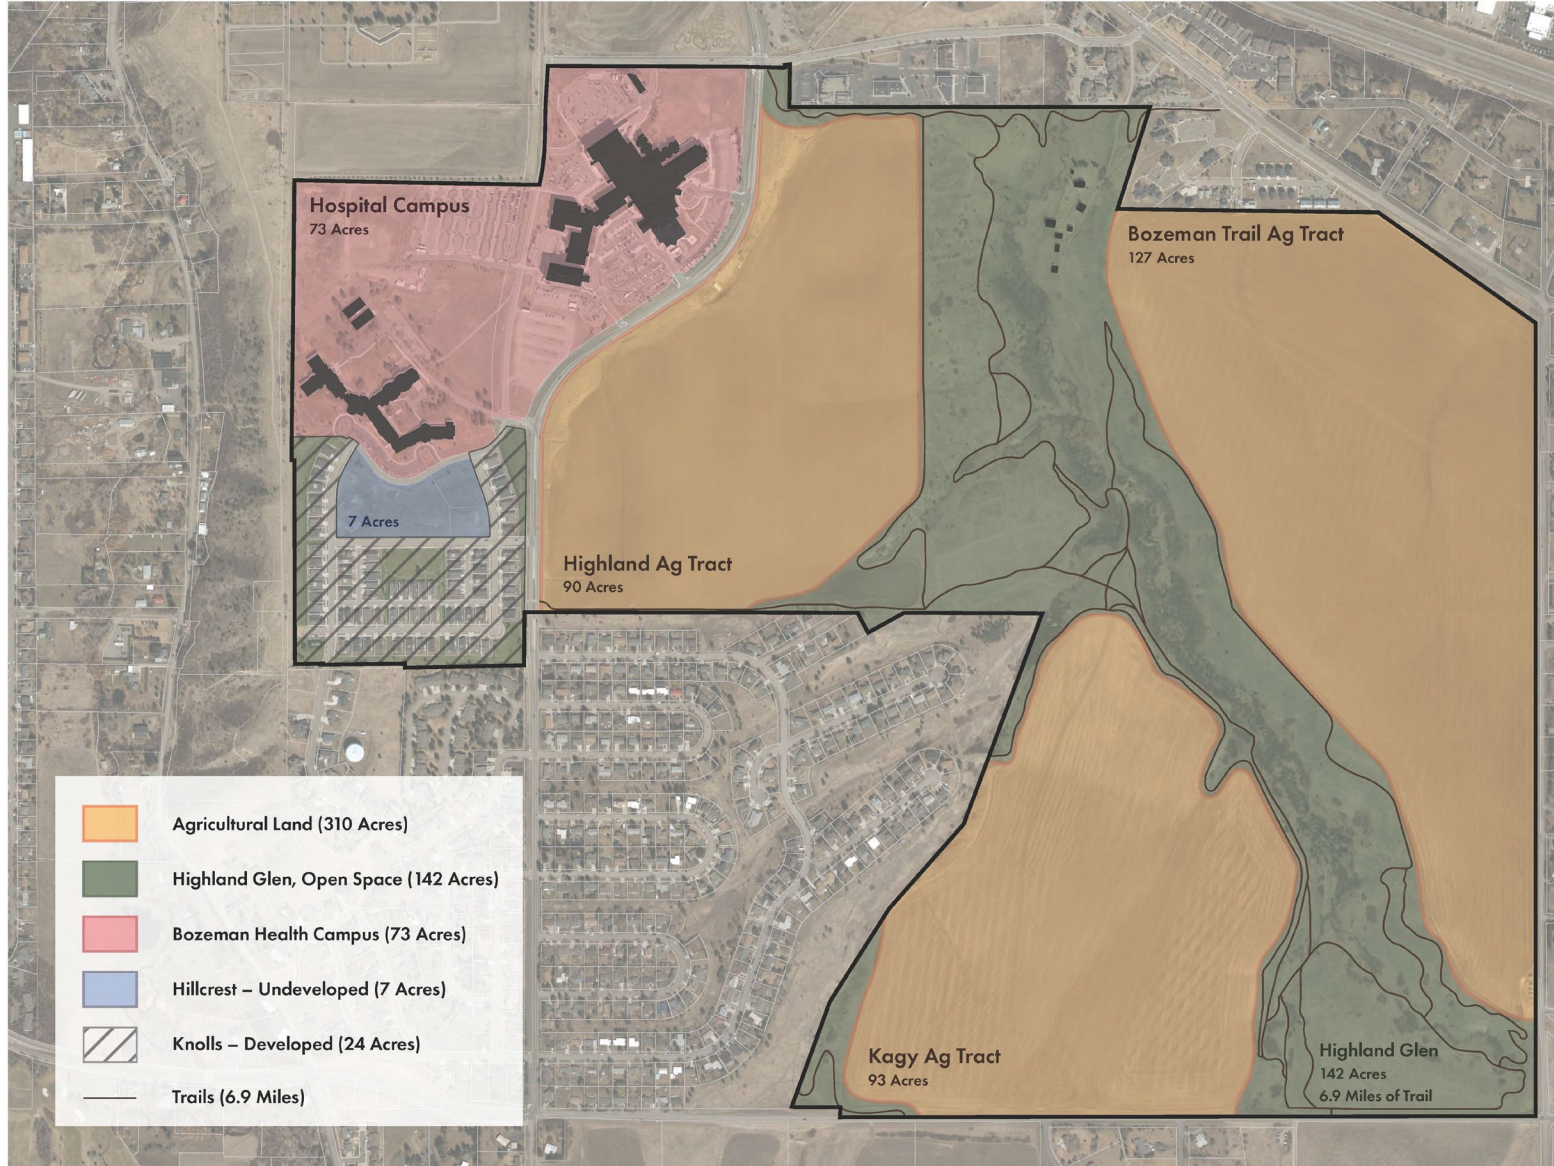 Hospital Campus
73 Acres
Bozeman Trail Ag Tract
127 Acres
7 Acres
Highland Ag Tract
90 Acres
Agricultural Land (310 Acres)
Highland Glen, Open Space (142 Acres)
Bozeman Health Campus (73 Acres)
Hillcrest – Undeveloped (7 Acres)
Knolls – Developed (24 Acres)
Trails (6.9 Miles)
Kagy Ag Tract
93 Acres
Highland Glen
142 Acres
6.9 Miles of Trail